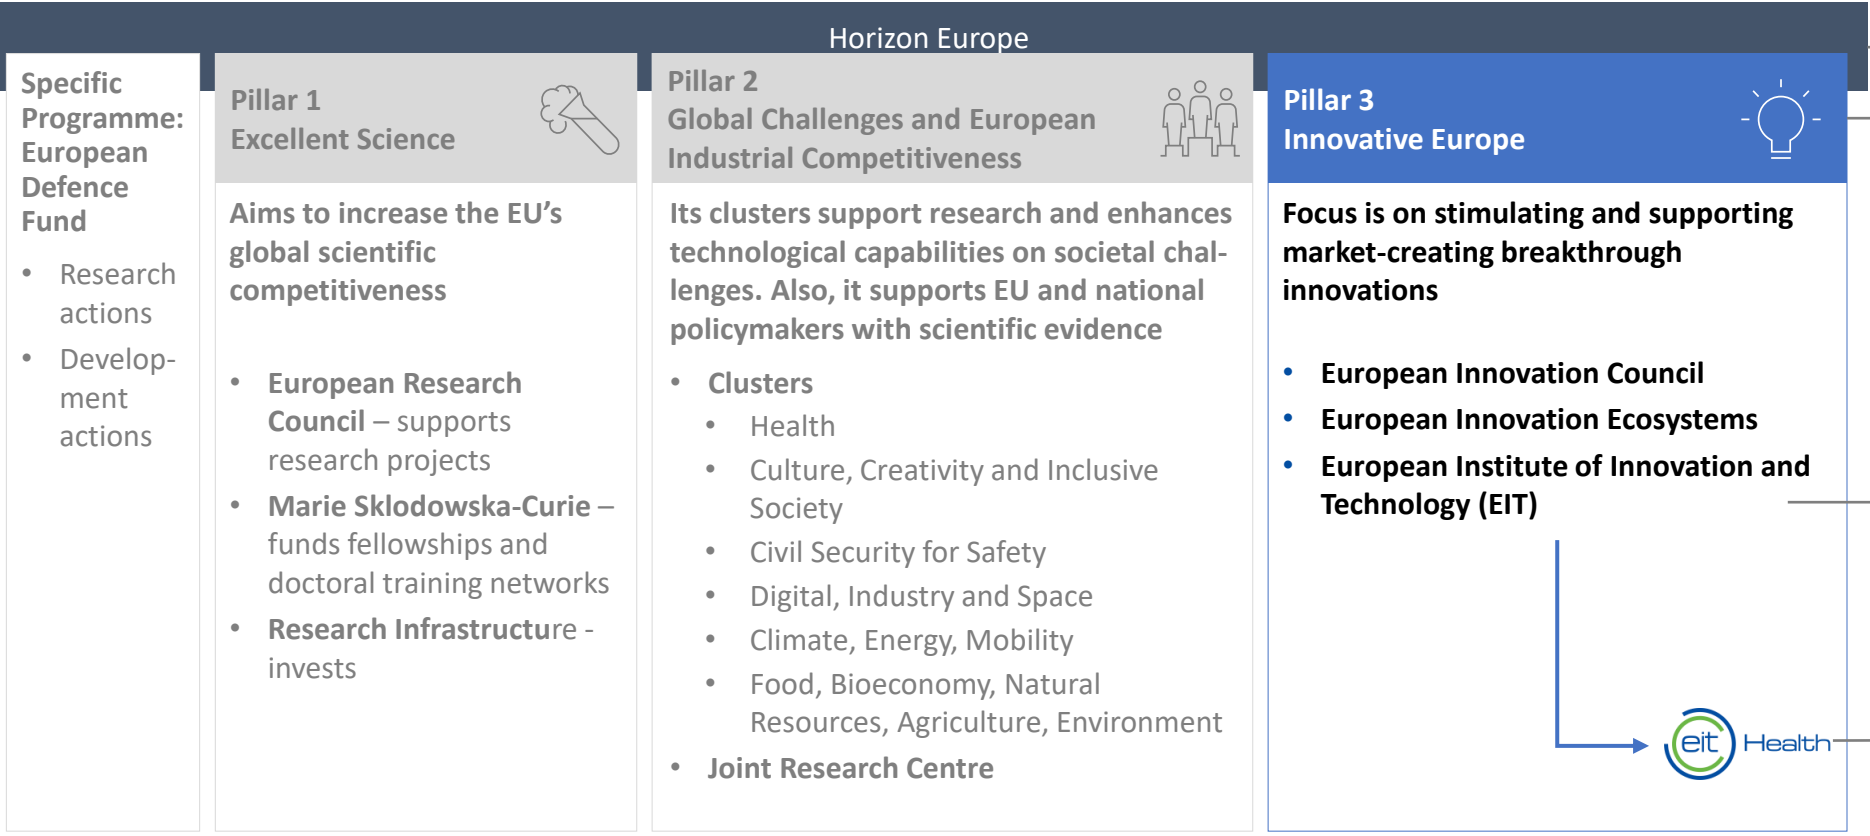 Horizon Europe
Specific
Programme:
European
Defence
Fund
• Research
actions
• Develop-
ment
actions
Pillar 1
Excellent Science
Aims to increase the EU's
global scientific
competitiveness
• European Research
Council – supports
research projects
• Marie Sklodowska-Curie –
funds fellowships and
doctoral training networks
• Research Infrastructure -
invests
Pillar 2
Global Challenges and European
Industrial Competitiveness
Its clusters support research and enhances
technological capabilities on societal chal-
lenges. Also, it supports EU and national
policymakers with scientific evidence
• Clusters
• Health
• Culture, Creativity and Inclusive
Society
• Civil Security for Safety
• Digital, Industry and Space
• Climate, Energy, Mobility
• Food, Bioeconomy, Natural
Resources, Agriculture, Environment
• Joint Research Centre
Pillar 3
Innovative Europe
Focus is on stimulating and supporting
market-creating breakthrough
innovations
• European Innovation Council
• European Innovation Ecosystems
• European Institute of Innovation and
Technology (EIT)
eit Health